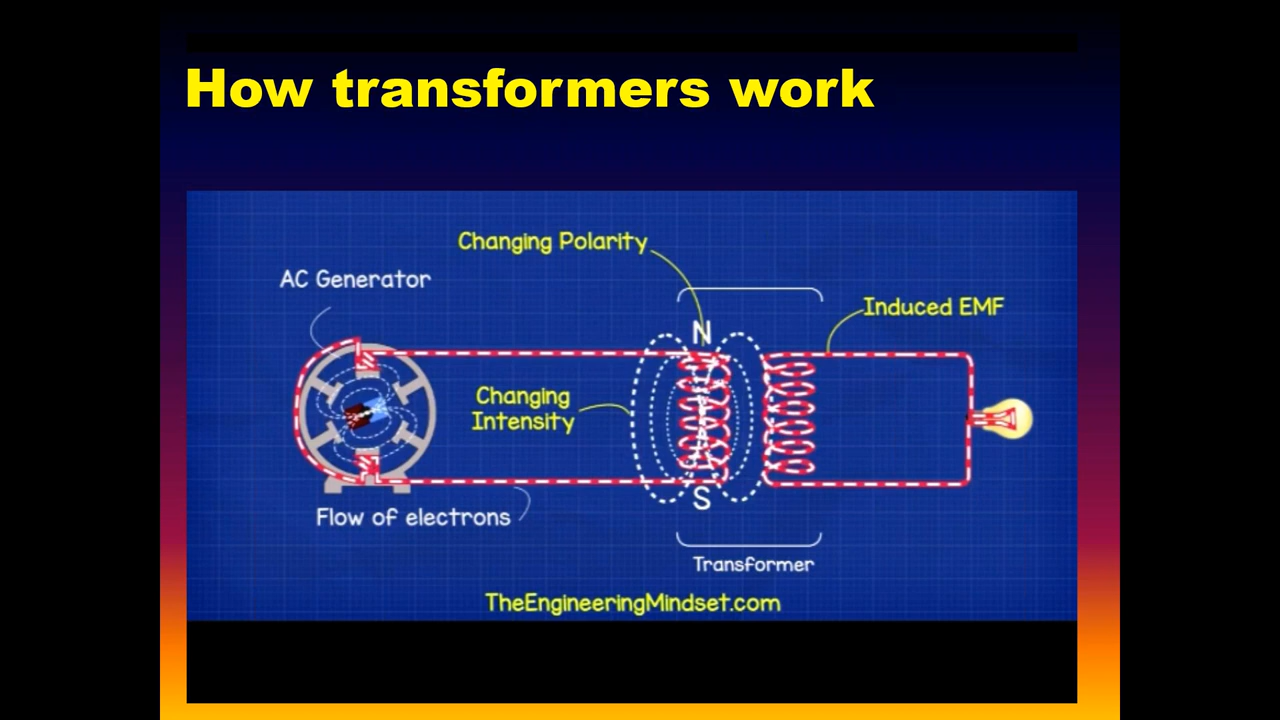 How transformers work
Changing Polarity
AC Generator
Induced EMF
N
Changing
Intensity
S
Flow of electrons
Transformer
TheEngineeringMindset.com